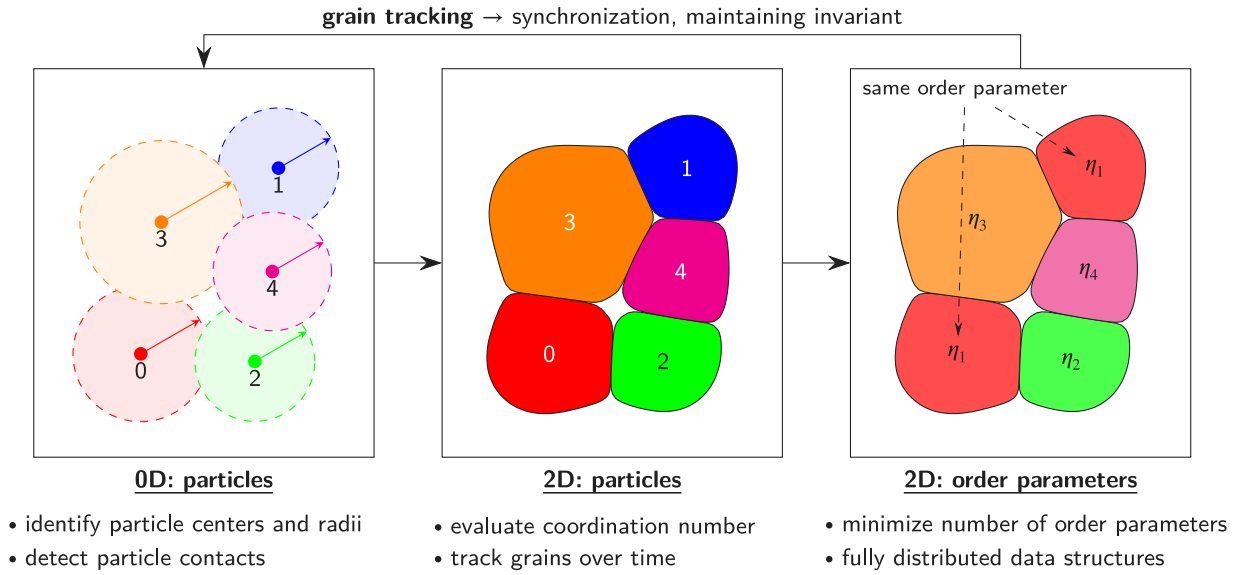 grain tracking → synchronization, maintaining invariant
1
3
4
0
2
1
3
4
0
2
same order parameter
η1
η3
η4
η1
η2
0D: particles
• identify particle centers and radii
• detect particle contacts
2D: particles
• evaluate coordination number
• track grains over time
2D: order parameters
• minimize number of order parameters
• fully distributed data structures